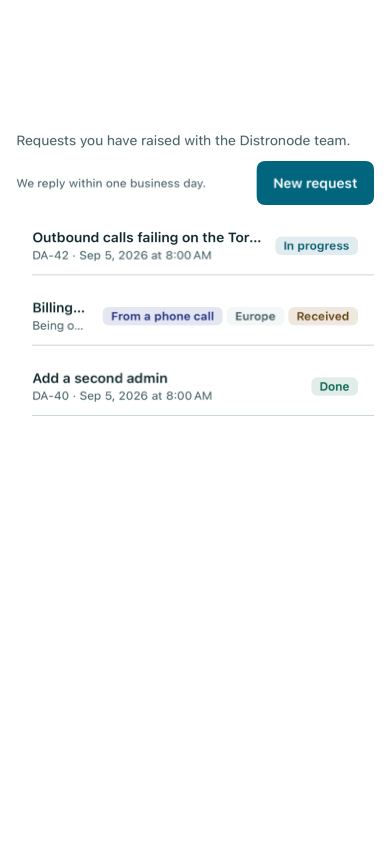 Requests you have raised with the Distronode team.
We reply within one business day.
New request
Outbound calls failing on the Tor...
In progress
DA-42 · Sep 5, 2026 at 8:00 AM
Billing...
From a phone call
Europe
Received
Being o...
Add a second admin
Done
DA-40 · Sep 5, 2026 at 8:00 AM